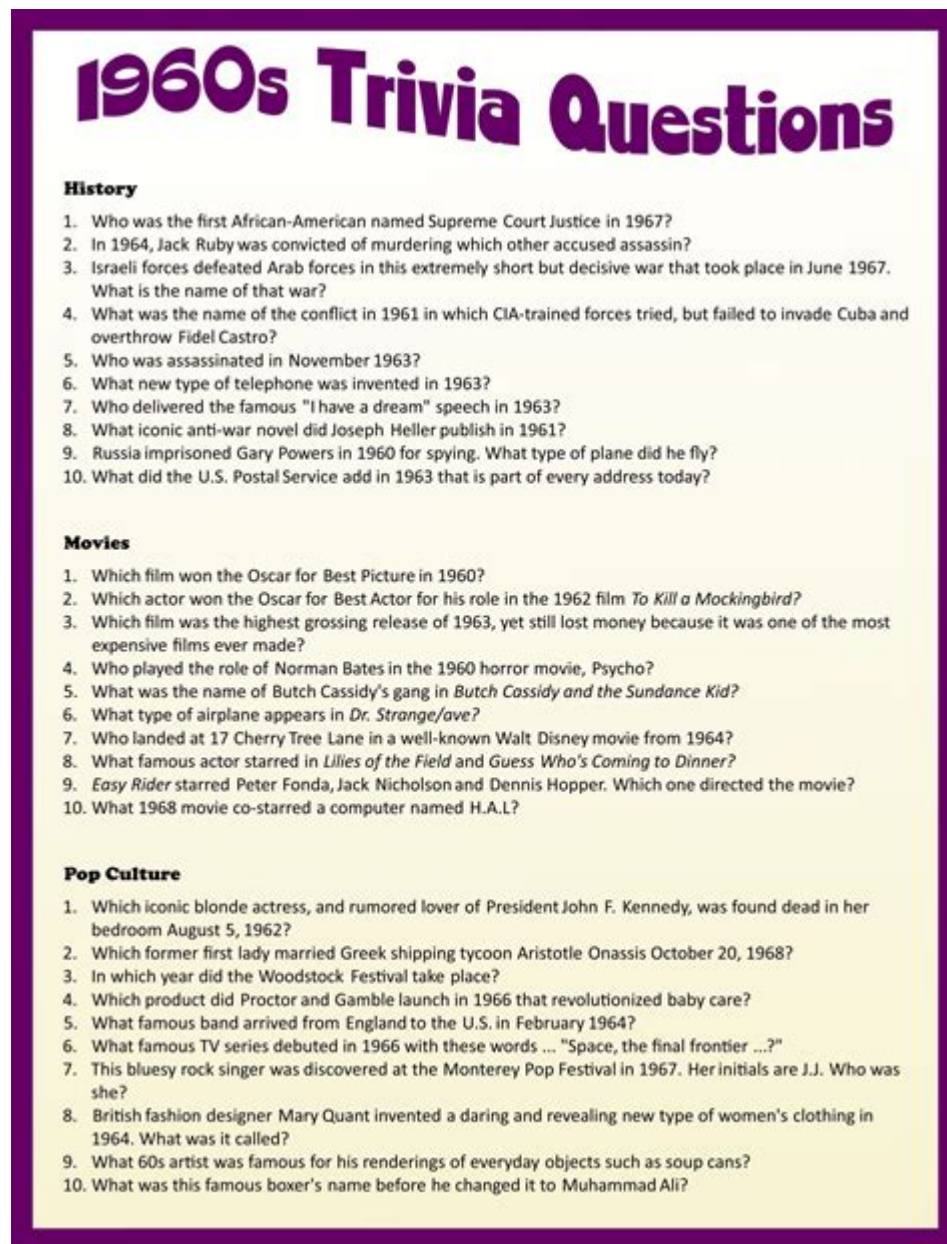 1960s Trivia Questions
History
1. Who was the first African-American named Supreme Court Justice in 1967?
2. In 1964, Jack Ruby was convicted of murdering which other accused assassin?
3. Israeli forces defeated Arab forces in this extremely short but decisive war that took place in June 1967.
What is the name of that war?
4. What was the name of the conflict in 1961 in which CIA-trained forces tried, but failed to invade Cuba and
overthrow Fidel Castro?
5. Who was assassinated in November 1963?
6. What new type of telephone was invented in 1963?
7. Who delivered the famous "I have a dream" speech in 1963?
8. What iconic anti-war novel did Joseph Heller publish in 1961?
9. Russia imprisoned Gary Powers in 1960 for spying. What type of plane did he fly?
10. What did the U.S. Postal Service add in 1963 that is part of every address today?
Movies
1. Which film won the Oscar for Best Picture in 1960?
2. Which actor won the Oscar for Best Actor for his role in the 1962 film To Kill a Mockingbird?
3. Which film was the highest grossing release of 1963, yet still lost money because it was one of the most
expensive films ever made?
4. Who played the role of Norman Bates in the 1960 horror movie, Psycho?
5. What was the name of Butch Cassidy's gang in Butch Cassidy and the Sundance Kid?
6. What type of airplane appears in Dr. Strange/ave?
7. Who landed at 17 Cherry Tree Lane in a well-known Walt Disney movie from 1964?
8. What famous actor starred in Lilies of the Field and Guess Who's Coming to Dinner?
9. Easy Rider starred Peter Fonda, Jack Nicholson and Dennis Hopper. Which one directed the movie?
10. What 1968 movie co-starred a computer named H.A.L?
Pop Culture
1. Which iconic blonde actress, and rumored lover of President John F. Kennedy, was found dead in her
bedroom August 5, 1962?
2. Which former first lady married Greek shipping tycoon Aristotle Onassis October 20, 1968?
3. In which year did the Woodstock Festival take place?
4. Which product did Proctor and Gamble launch in 1966 that revolutionized baby care?
5. What famous band arrived from England to the U.S. in February 1964?
6. What famous TV series debuted in 1966 with these words ... "Space, the final frontier ...?"
7. This bluesy rock singer was discovered at the Monterey Pop Festival in 1967. Her initials are J.J. Who was
she?
8. British fashion designer Mary Quant invented a daring and revealing new type of women's clothing in
1964. What was it called?
9. What 60s artist was famous for his renderings of everyday objects such as soup cans?
10. What was this famous boxer's name before he changed it to Muhammad Ali?